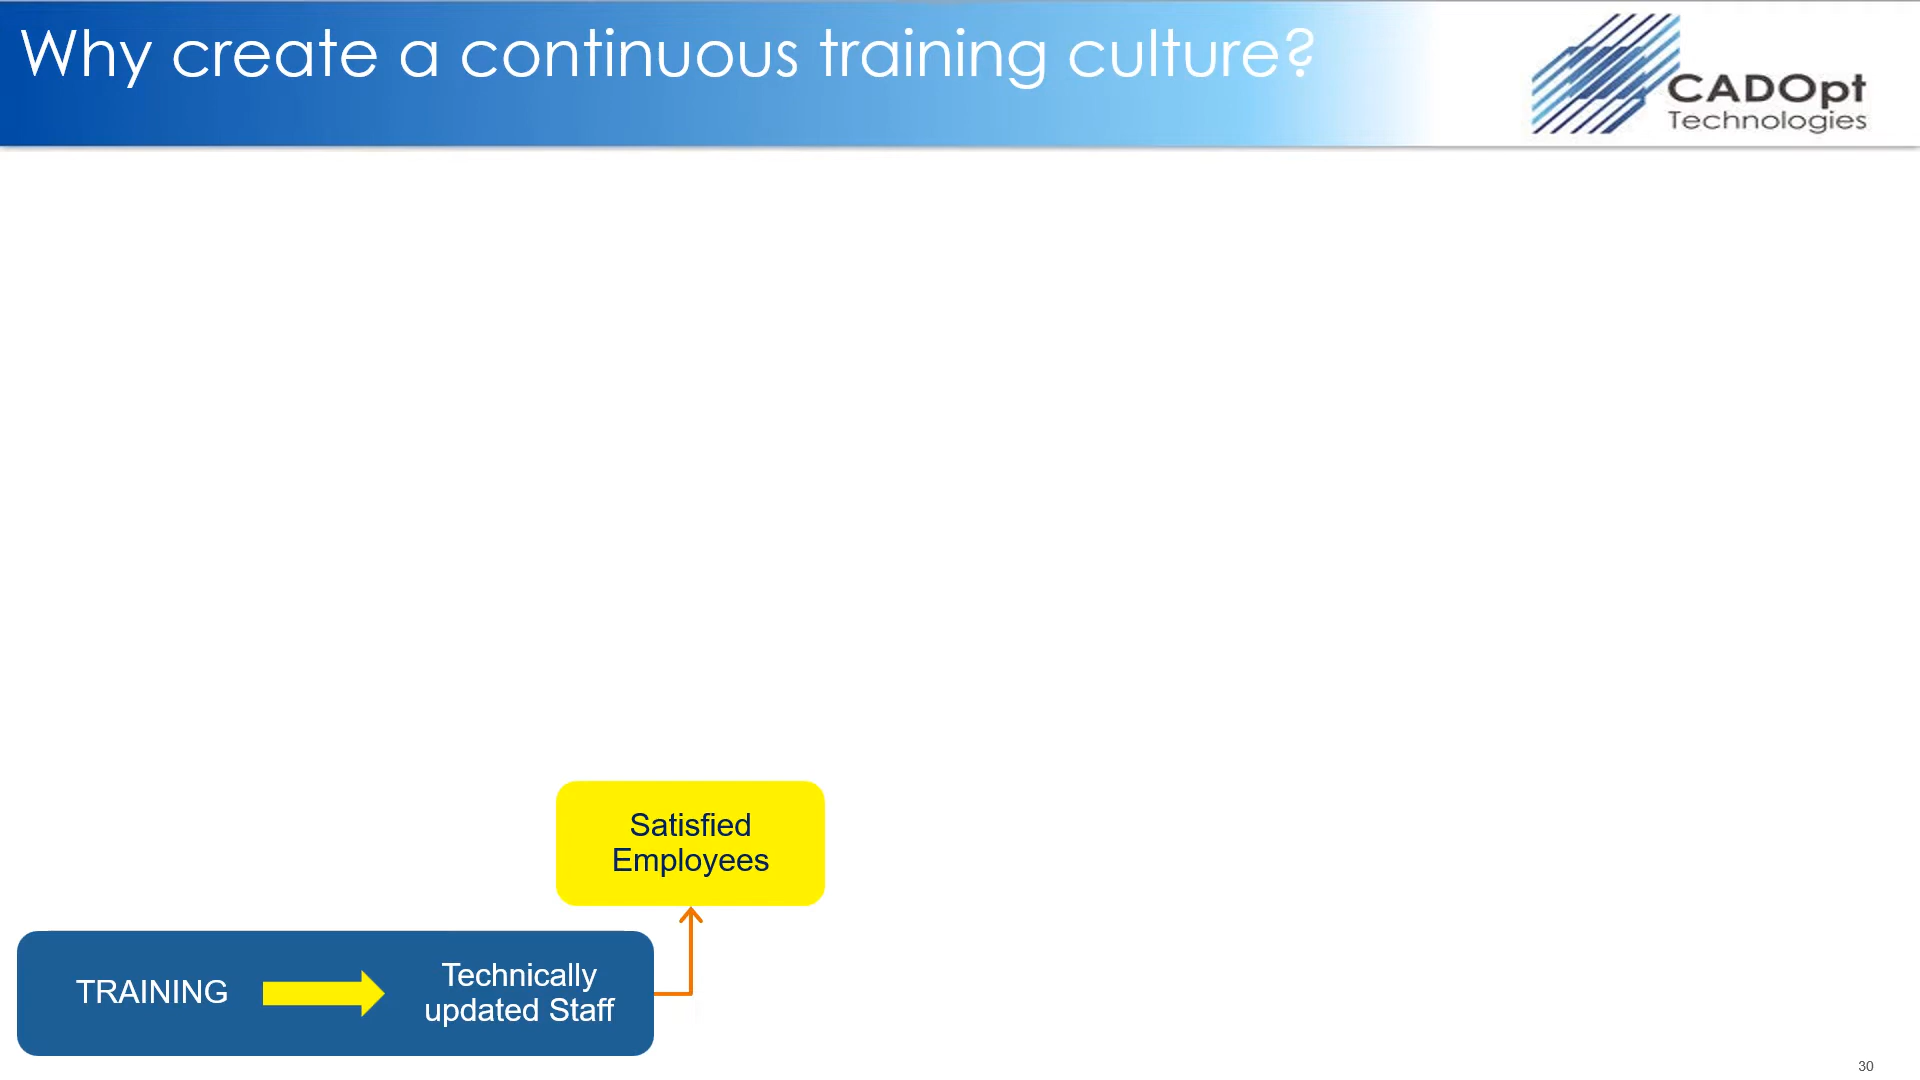 Why create a continuous training culture?
CADOpt
Technologies
Satisfied
Employees
TRAINING
Technically
updated Staff
30